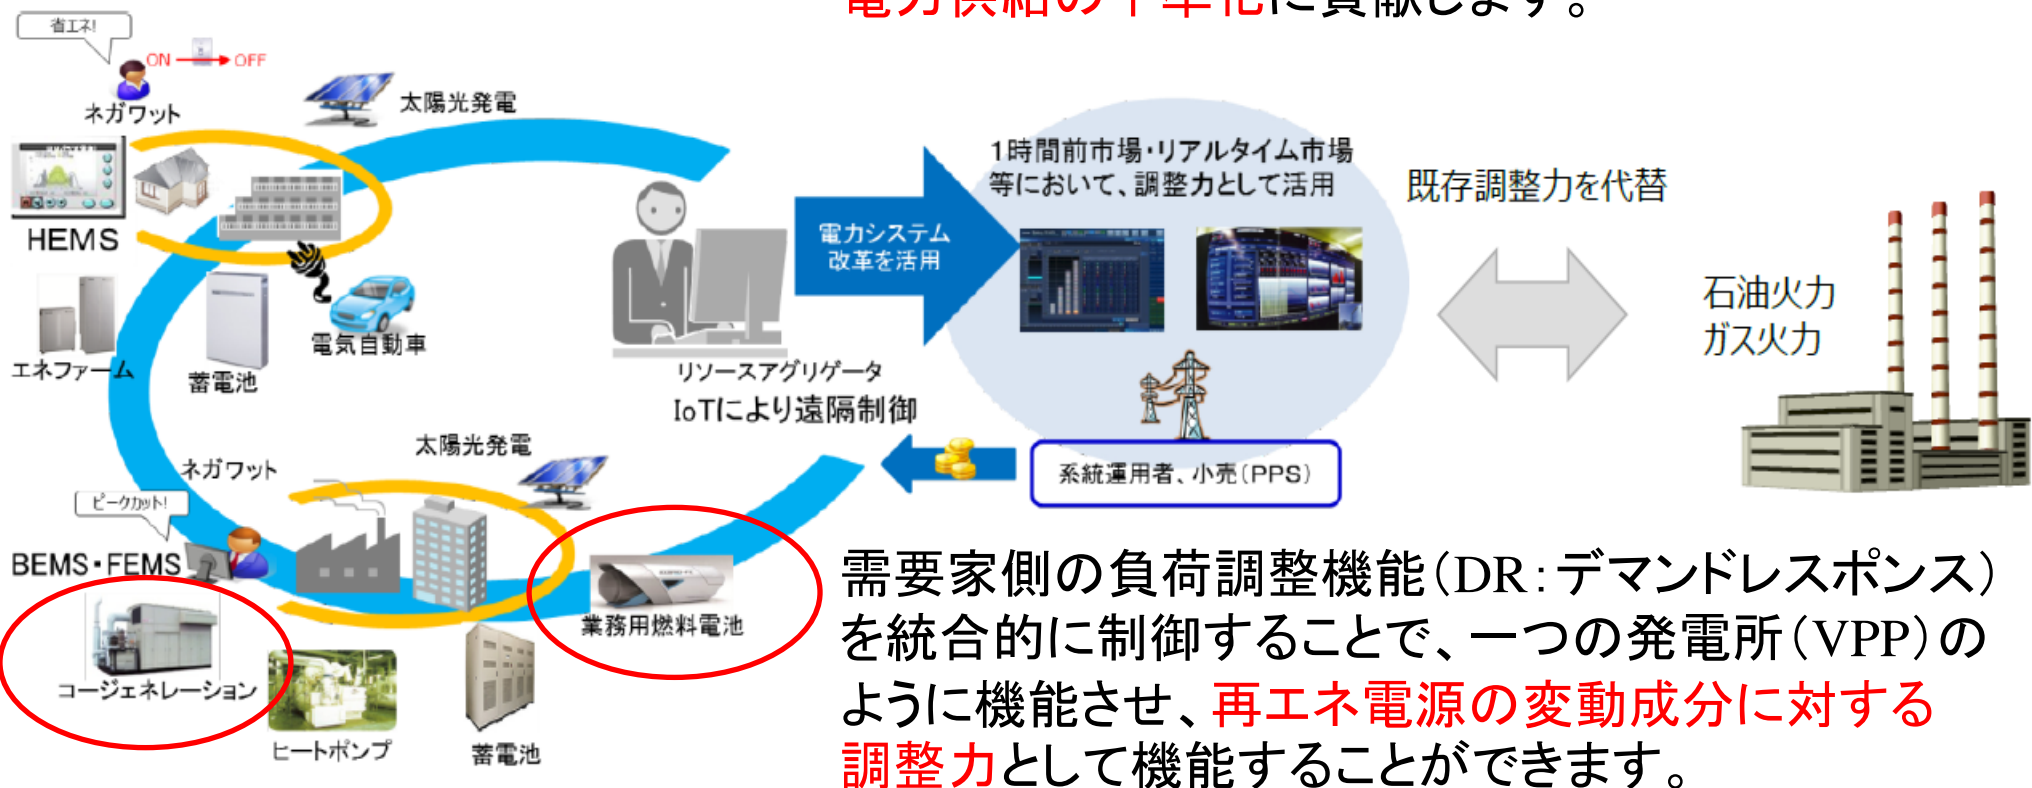 電力供給の平準化に貢献します。
省エネ!
ON
OFF
ネガワット
太陽光発電
HEMS
エネファーム
蓄電池
電気自動車
リソースアグリゲータ
IoTにより遠隔制御
電力システム
改革を活用
1時間前市場・リアルタイム市場
等において、調整力として活用
既存調整力を代替
石油火力
ガス火力
系統運用者、小売(PPS)
太陽光発電
ネガワット
ピークカット!
BEMS・FEMS
コージェネレーション
ヒートポンプ
蓄電池
業務用燃料電池
需要家側の負荷調整機能(DR:デマンドレスポンス)
を統合的に制御することで、一つの発電所(VPP)の
ように機能させ、再エネ電源の変動成分に対する
調整力として機能することができます。